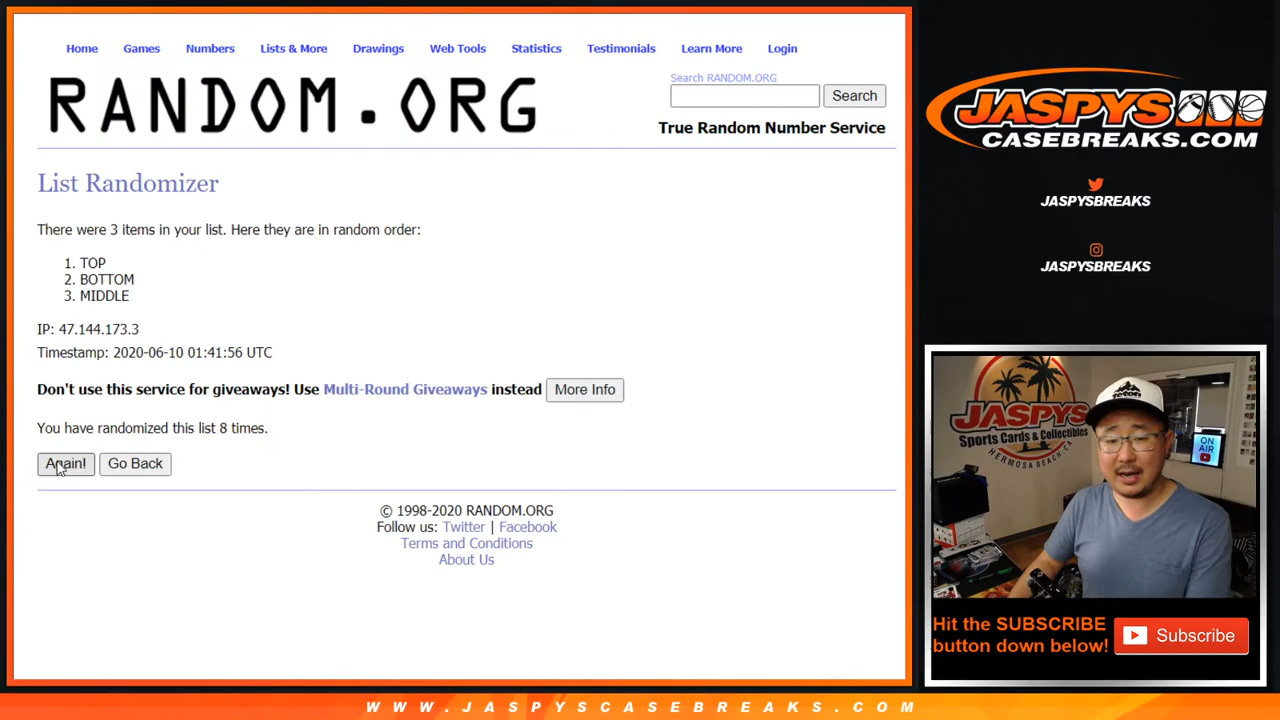 Home Games Numbers Lists & More Drawings Web Tools Statistics Testimonials Learn More Login
RANDOM.ORG
Search RANDOM.ORG
Search
True Random Number Service
List Randomizer
There were 3 items in your list. Here they are in random order:
1. TOP
2. BOTTOM
3. MIDDLE
IP: 47.144.173.3
Timestamp: 2020-06-10 01:41:56 UTC
Don't use this service for giveaways! Use Multi-Round Giveaways instead More Info
You have randomized this list 8 times.
Again! Go Back
© 1998-2020 RANDOM.ORG
Follow us: Twitter | Facebook
Terms and Conditions
About Us
JASPYS
CASEBREAKS.COM
JASPYSBREAKS
JASPYSBREAKS
JASPYS
Sports Cards & Collectibles
HERMOSA BEACH, CA
ON AIR
Hit the SUBSCRIBE
button down below!
Subscribe
WWW.JASPYSCASEBREAKS.COM